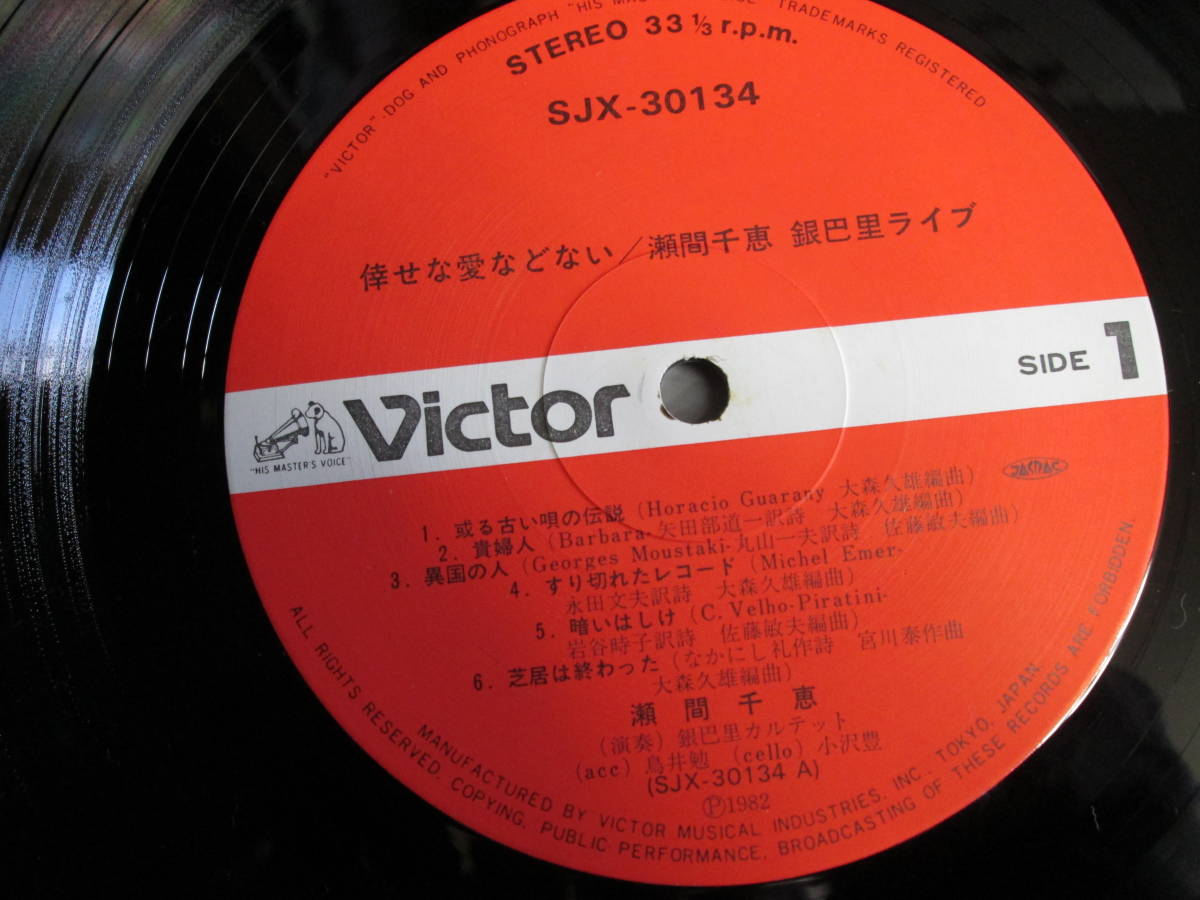 "VICTOR"·DOG AND PHONOGRAPH "HIS TRADEMARKS REGISTERED
STEREO 33 1/3 r.p.m.
SJX-30134
倖せな愛などない/瀬間千恵 銀巴里ライブ
Victor
"HIS MASTER'S VOICE"
SIDE 1
JASRAC
1. 或る古い唄の伝説 (Horacio Guarany 大森久雄編曲)
2. 貴婦人 (Barbara-矢田部道一訳詩 大森久雄編曲)
3. 異国の人 (Georges Moustaki-丸山一夫訳詩 佐藤敏夫編曲)
4. すり切れたレコード (Michel Emer-
永田文夫訳詩 大森久雄編曲)
5. 暗いはしけ (C. Velho-Piratini-
岩谷時子訳詩 佐藤敏夫編曲)
6. 芝居は終わった (なかにし礼作詩 宮川泰作曲
大森久雄編曲)
瀬間千恵
(演奏) 銀巴里カルテット
(acc) 鳥井勉 (cello) 小沢豊
(SJX-30134 A)
Ⓟ1982
MANUFACTURED BY VICTOR MUSICAL INDUSTRIES, INC., TOKYO, JAPAN.
ALL RIGHTS RESERVED. COPYING, PUBLIC PERFORMANCE, BROADCASTING OF THESE RECORDS ARE FORBIDDEN.